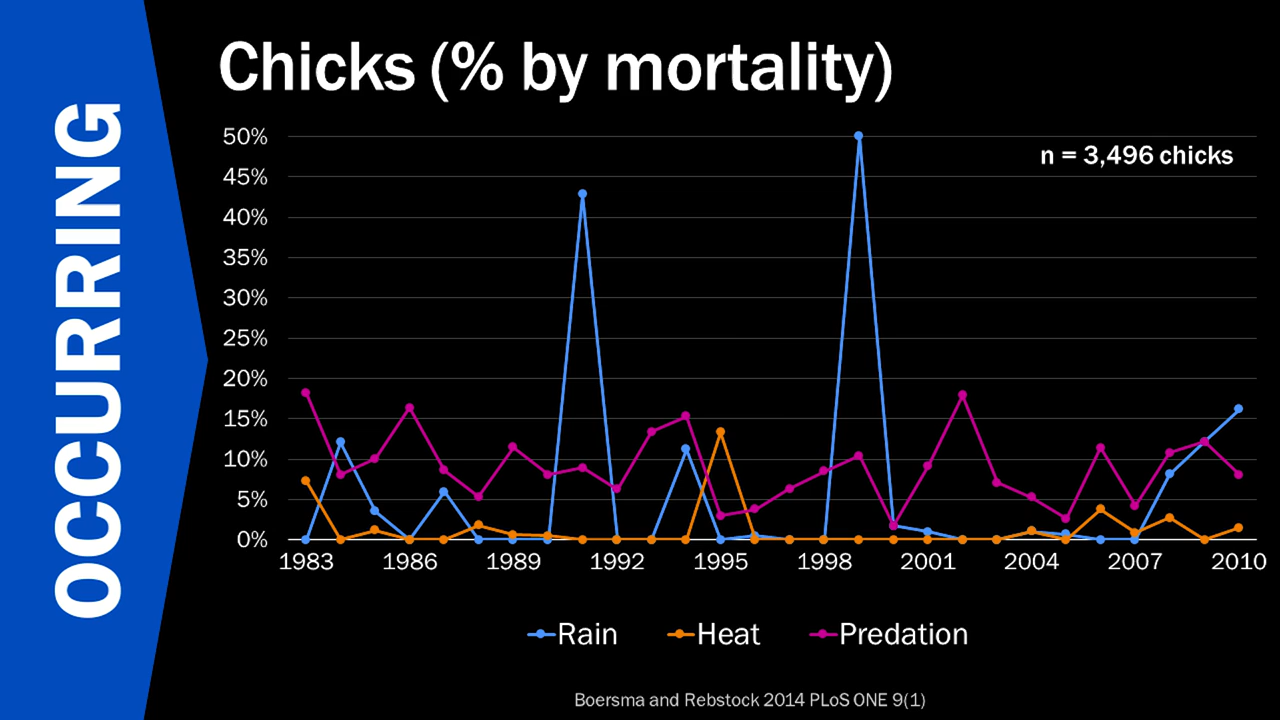 OCCURRING
Chicks (% by mortality)
n = 3,496 chicks
50%
45%
40%
35%
30%
25%
20%
15%
10%
5%
0%
1983 1986 1989 1992 1995 1998 2001 2004 2007 2010
Rain Heat Predation
Boersma and Rebstock 2014 PLoS ONE 9(1)